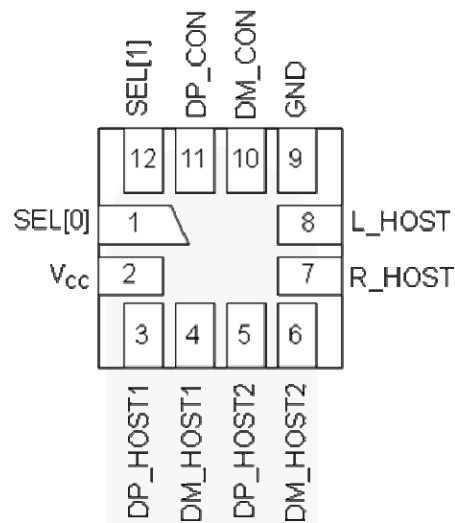 SEL[1]
DP_CON
DM_CON
GND
12
11
10
9
SEL[0]
1
8
L_HOST
Vcc
2
7
R_HOST
3
4
5
6
DP_HOST1
DM_HOST1
DP_HOST2
DM_HOST2